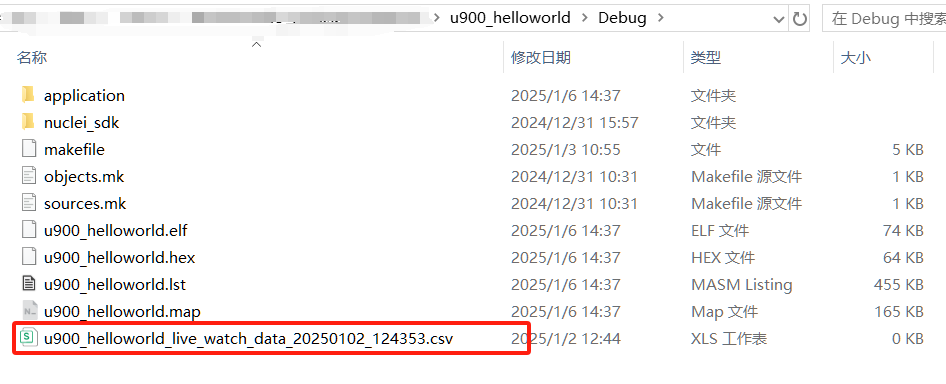 u900_helloworld > Debug > 在 Debug 中搜索
名称 修改日期 类型 大小
application 2025/1/6 14:37 文件夹
nuclei_sdk 2024/12/31 15:57 文件夹
makefile 2025/1/3 10:55 文件 5 KB
objects.mk 2024/12/31 10:31 Makefile 源文件 1 KB
sources.mk 2024/12/31 10:31 Makefile 源文件 1 KB
u900_helloworld.elf 2025/1/6 14:37 ELF 文件 74 KB
u900_helloworld.hex 2025/1/6 14:37 HEX 文件 64 KB
u900_helloworld.lst 2025/1/6 14:37 MASM Listing 455 KB
u900_helloworld.map 2025/1/6 14:37 Map 文件 165 KB
u900_helloworld_live_watch_data_20250102_124353.csv 2025/1/2 12:44 XLS 工作表 0 KB